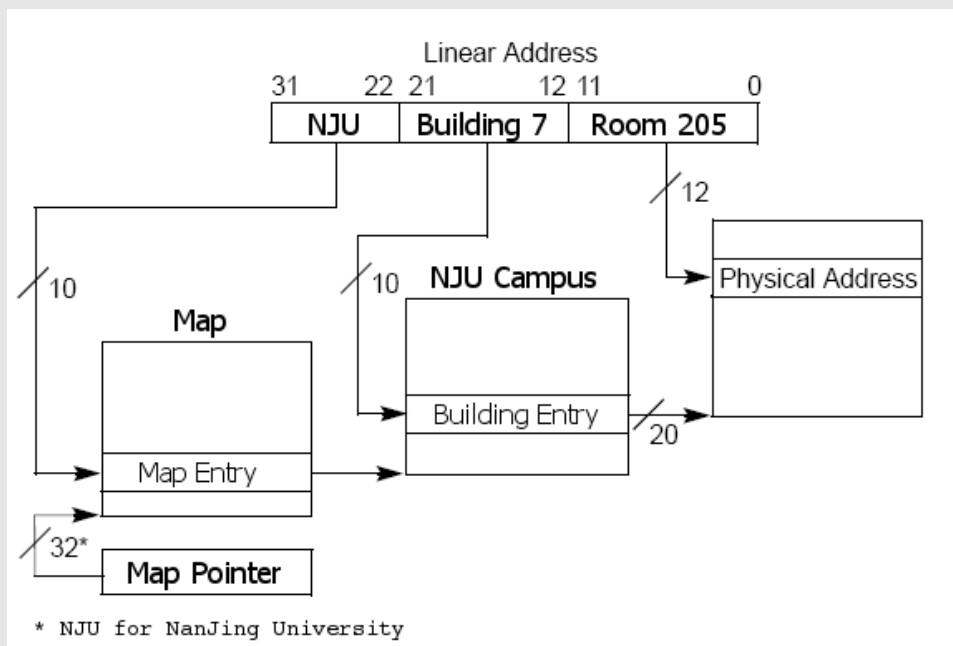 Linear Address
31 22 21 12 11 0
NJU Building 7 Room 205
12
10
10
NJU Campus
Physical Address
Map
Building Entry
20
Map Entry
32*
Map Pointer
* NJU for NanJing University